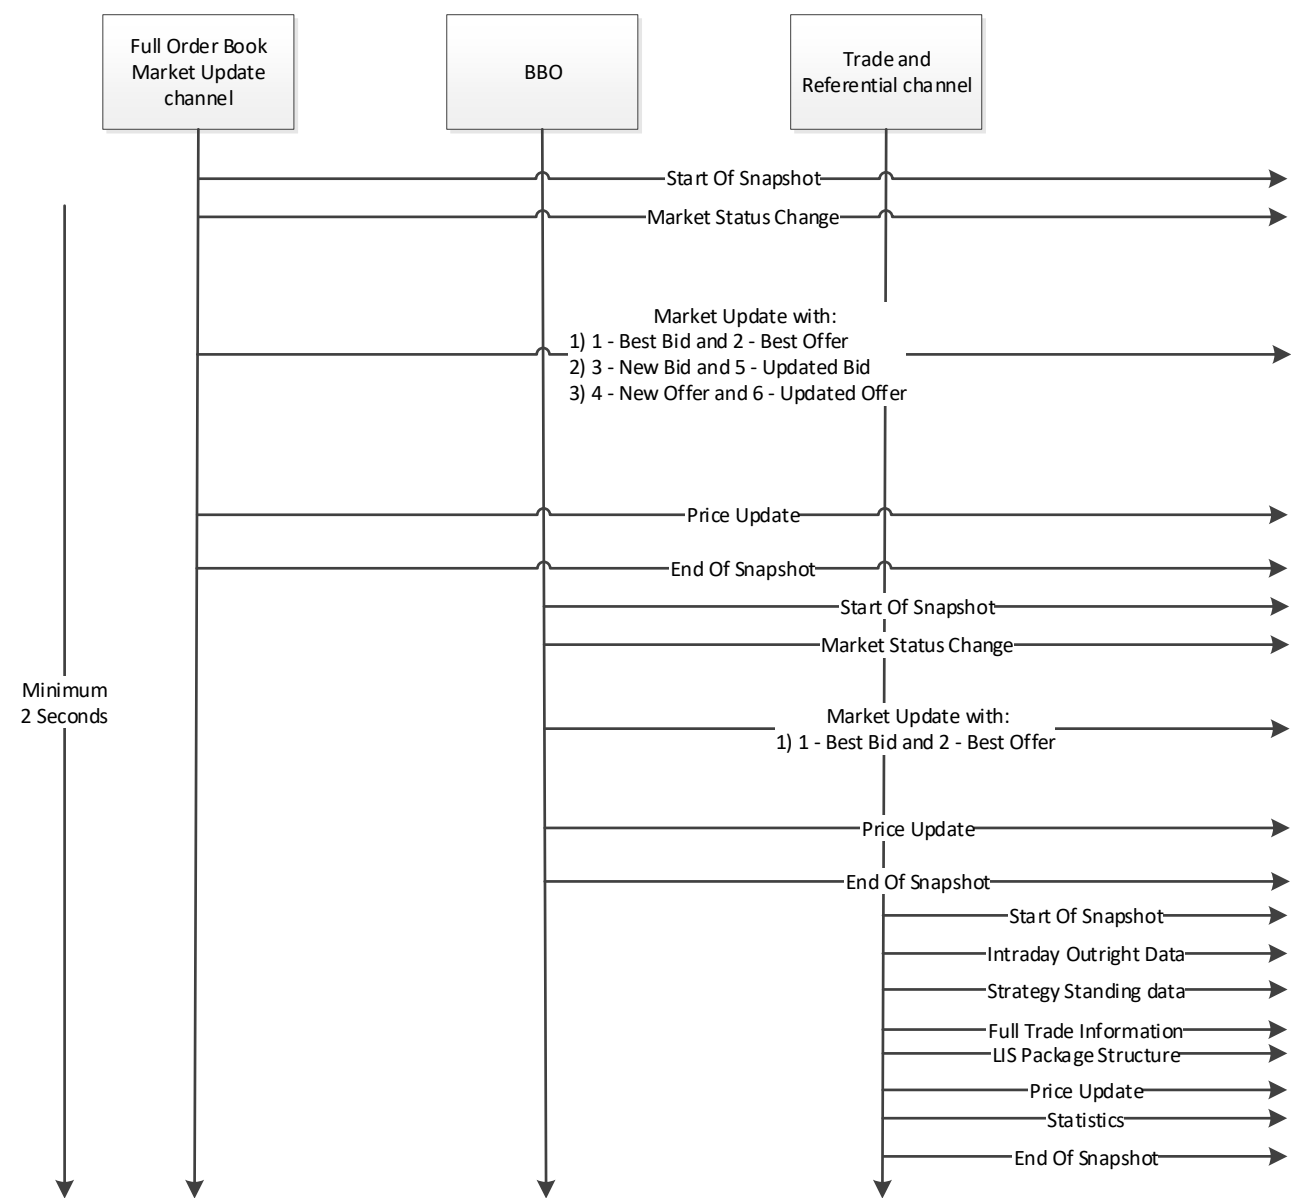 Full Order Book
Market Update
channel
BBO
Trade and
Referential channel
Start Of Snapshot
Market Status Change
Market Update with:
1) 1 - Best Bid and 2 - Best Offer
2) 3 - New Bid and 5 - Updated Bid
3) 4 - New Offer and 6 - Updated Offer
Price Update
End Of Snapshot
Start Of Snapshot
Market Status Change
Minimum
2 Seconds
Market Update with:
1) 1 - Best Bid and 2 - Best Offer
Price Update
End Of Snapshot
Start Of Snapshot
Intraday Outright Data
Strategy Standing data
Full Trade Information
LIS Package Structure
Price Update
Statistics
End Of Snapshot